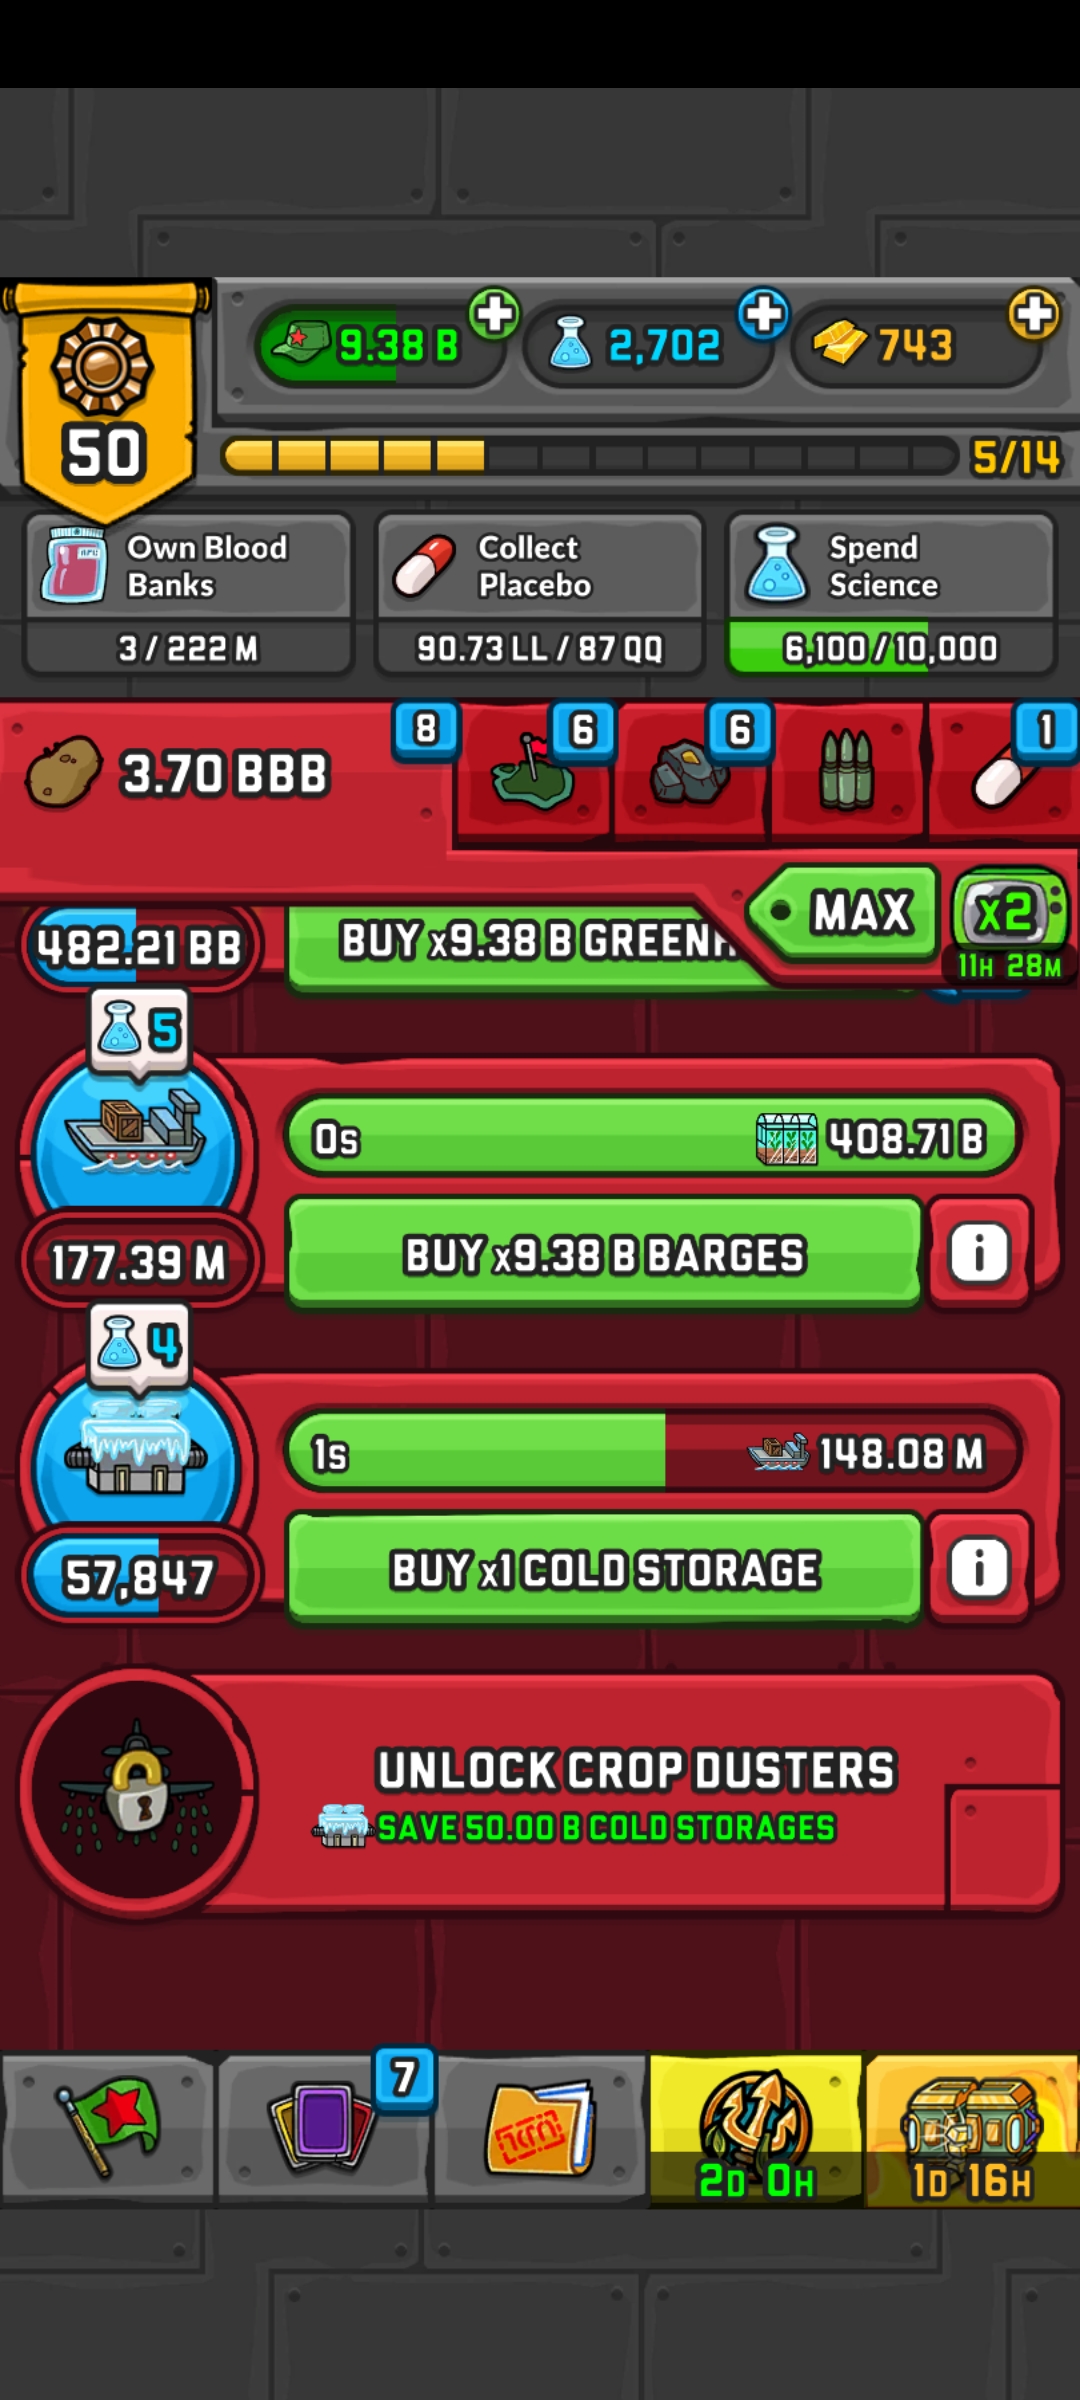 9.38 B
2,702
743
50
5/14
Own Blood
Banks
3 / 222 M
Collect
Placebo
90.73 LL / 87 QQ
Spend
Science
6,100 / 10,000
3.70 BBB
8
6
6
1
MAX
x2
11H 28M
482.21 BB
BUY x9.38 B GREENH
5
0s
408.71 B
177.39 M
BUY x9.38 B BARGES
i
4
1s
148.08 M
57,847
BUY x1 COLD STORAGE
i
UNLOCK CROP DUSTERS
SAVE 50.00 B COLD STORAGES
7
2D 0H
1D 16H